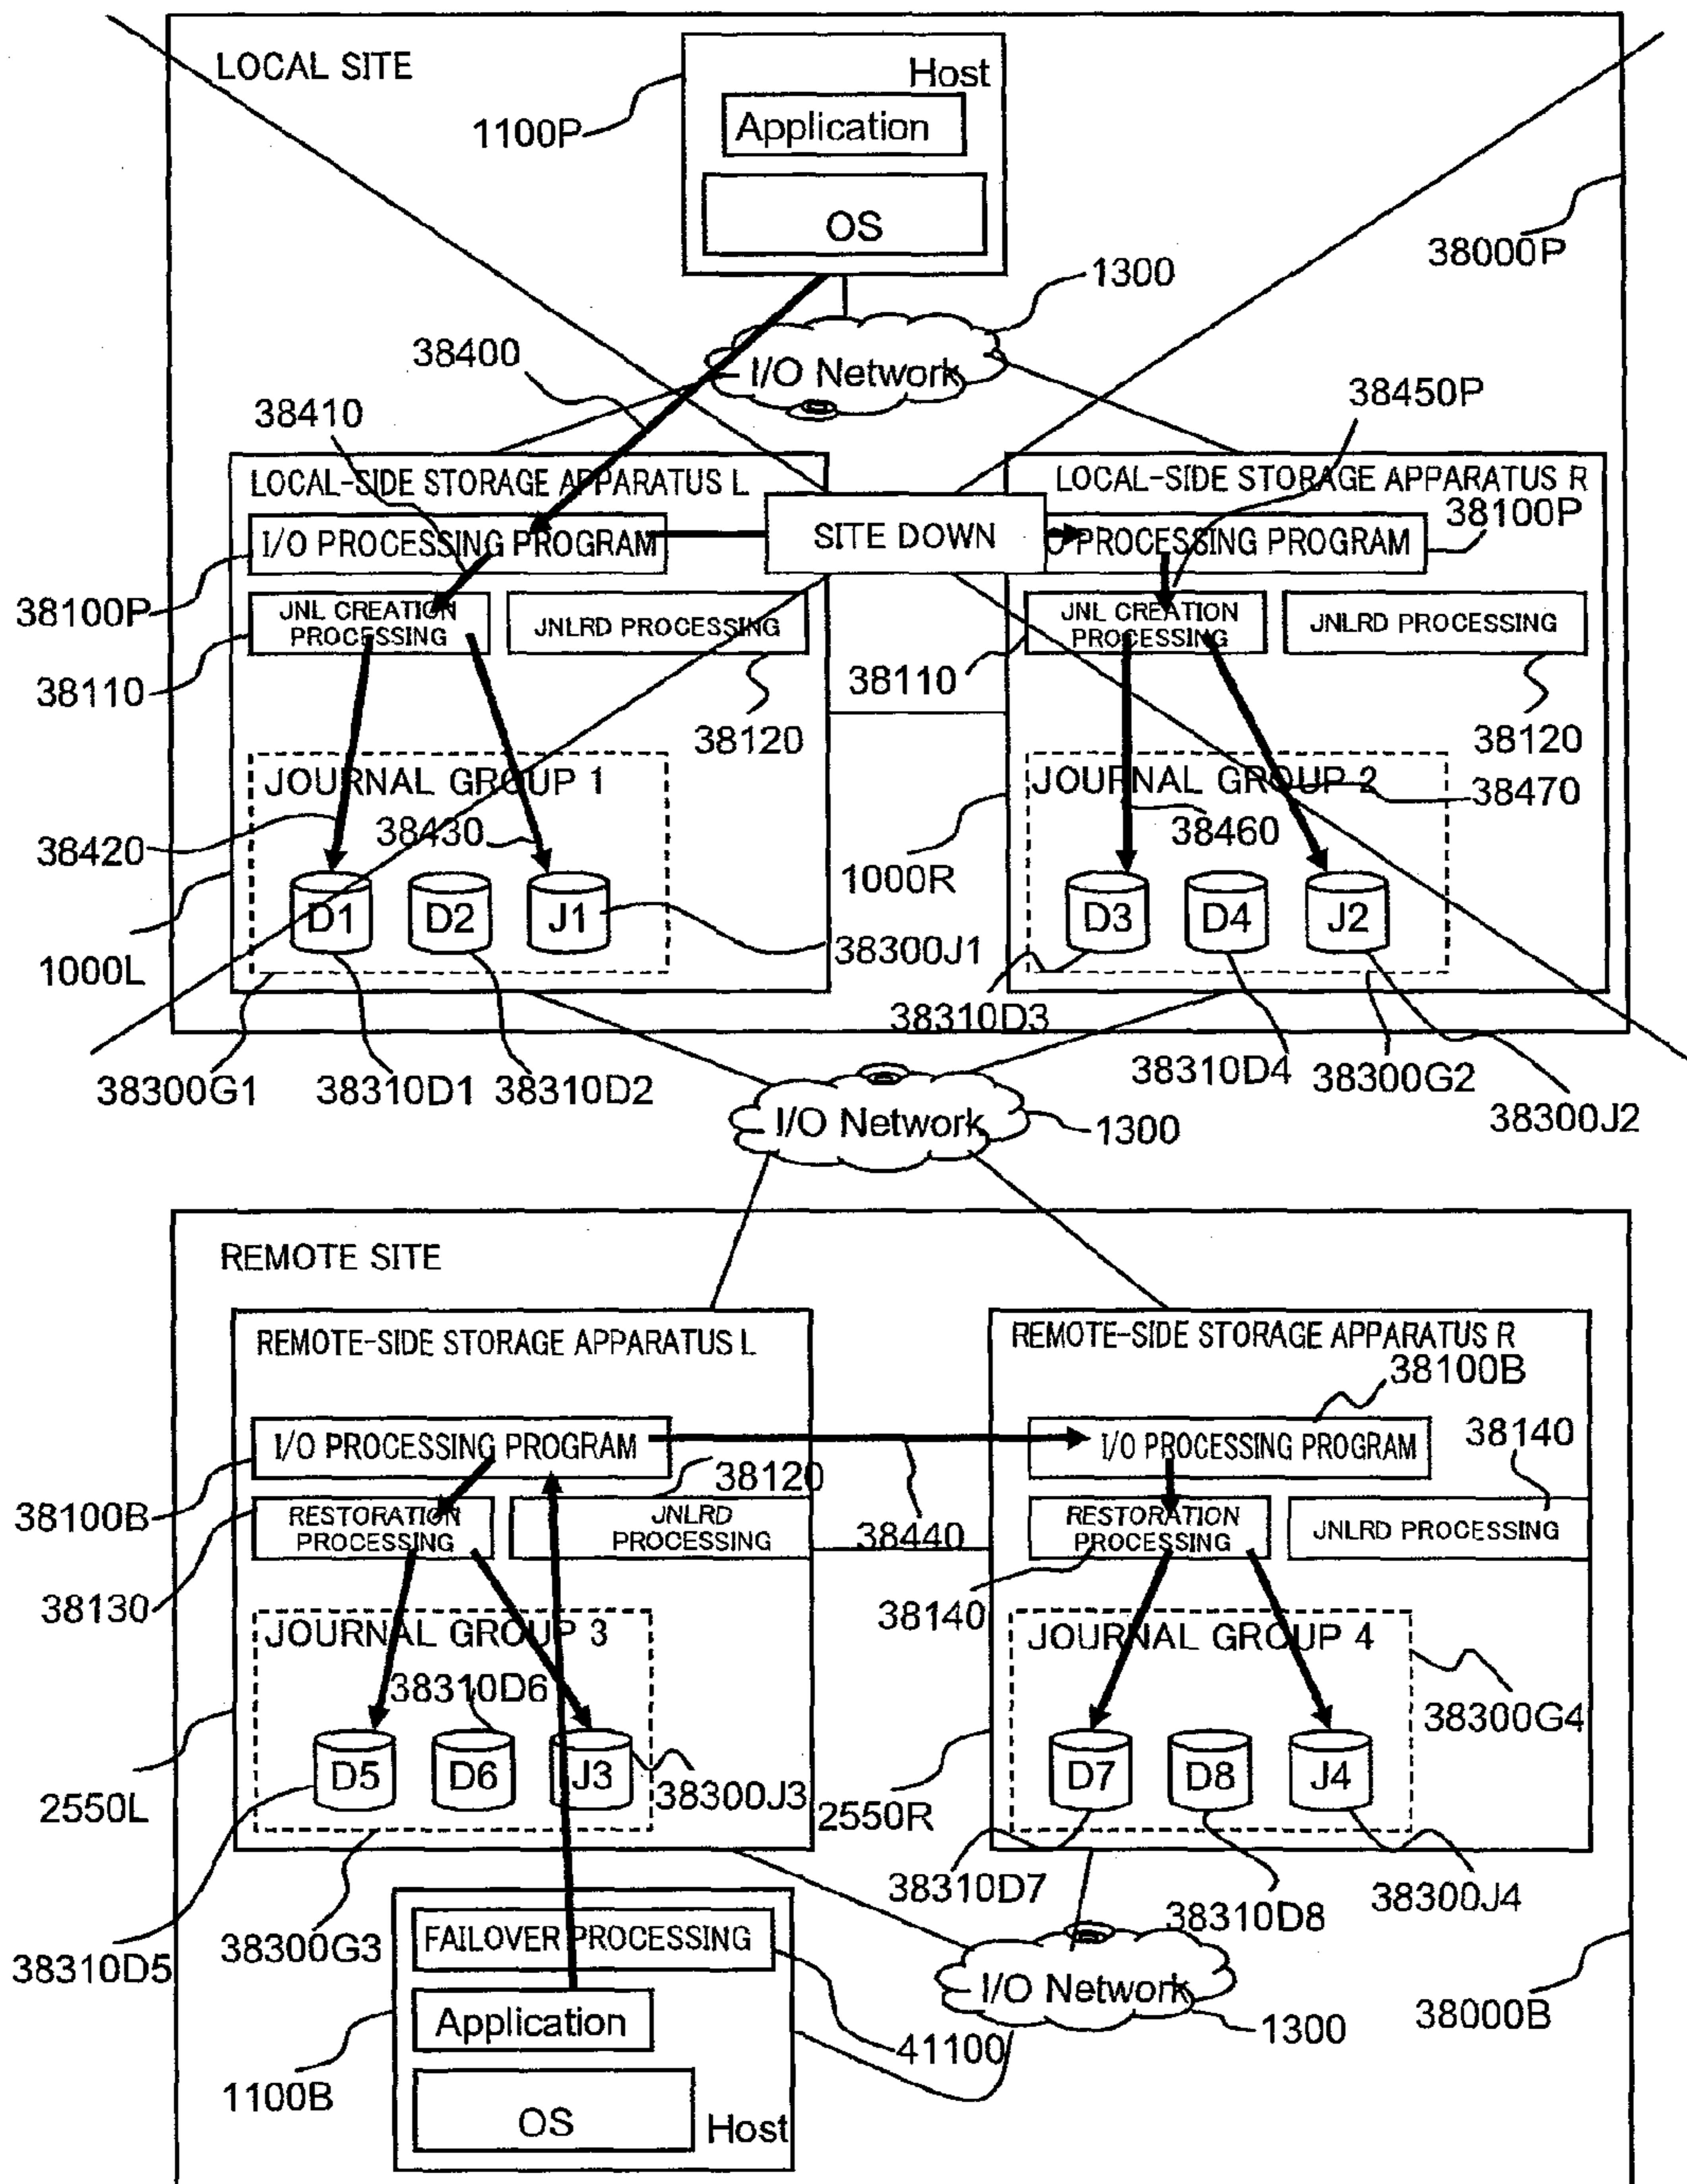 LOCAL SITE
Host
Application
OS
1100P
38000P
1300
I/O Network
38400
38410
38450P
LOCAL-SIDE STORAGE APPARATUS L
LOCAL-SIDE STORAGE APPARATUS R
I/O PROCESSING PROGRAM
SITE DOWN
O PROCESSING PROGRAM
38100P
38100P
JNL CREATION
PROCESSING
JNLRD PROCESSING
JNL CREATION
PROCESSING
JNLRD PROCESSING
38110
38110
38120
38120
JOURNAL GROUP 1
JOURNAL GROUP 2
38470
38420
38430
38460
1000R
D1
D2
J1
D3
D4
J2
1000L
38300J1
38310D3
38300G1
38310D1
38310D2
38310D4
38300G2
38300J2
I/O Network
1300
REMOTE SITE
REMOTE-SIDE STORAGE APPARATUS L
REMOTE-SIDE STORAGE APPARATUS R
38100B
I/O PROCESSING PROGRAM
I/O PROCESSING PROGRAM
38140
38120
38100B
RESTORATION
PROCESSING
JNLRD
PROCESSING
38440
RESTORATION
PROCESSING
JNLRD PROCESSING
38130
38140
JOURNAL GROUP 3
JOURNAL GROUP 4
38310D6
38300G4
D5
D6
J3
D7
D8
J4
2550L
38300J3
2550R
38310D7
38310D8
38300J4
38310D5
38300G3
FAILOVER PROCESSING
I/O Network
Application
41100
1300
38000B
1100B
OS
Host